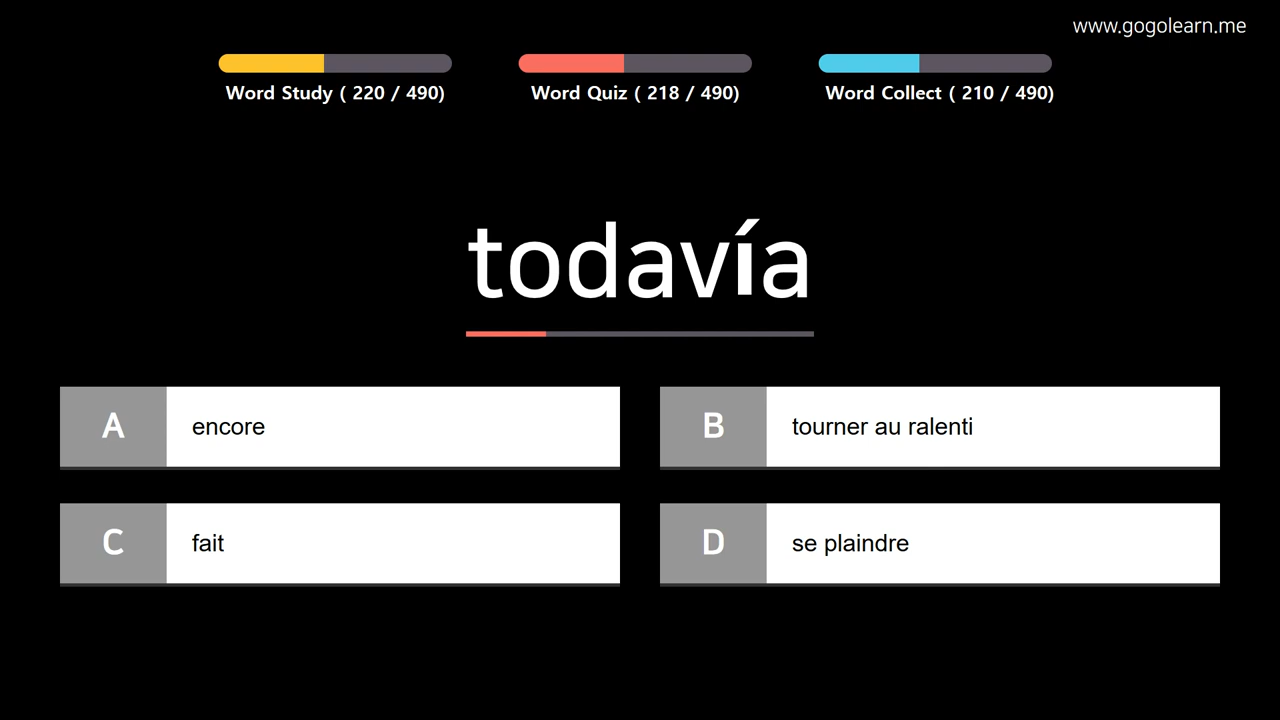 www.gogolearn.me
Word Study ( 220 / 490)
Word Quiz ( 218 / 490)
Word Collect ( 210 / 490)
todavía
A
encore
B
tourner au ralenti
C
fait
D
se plaindre